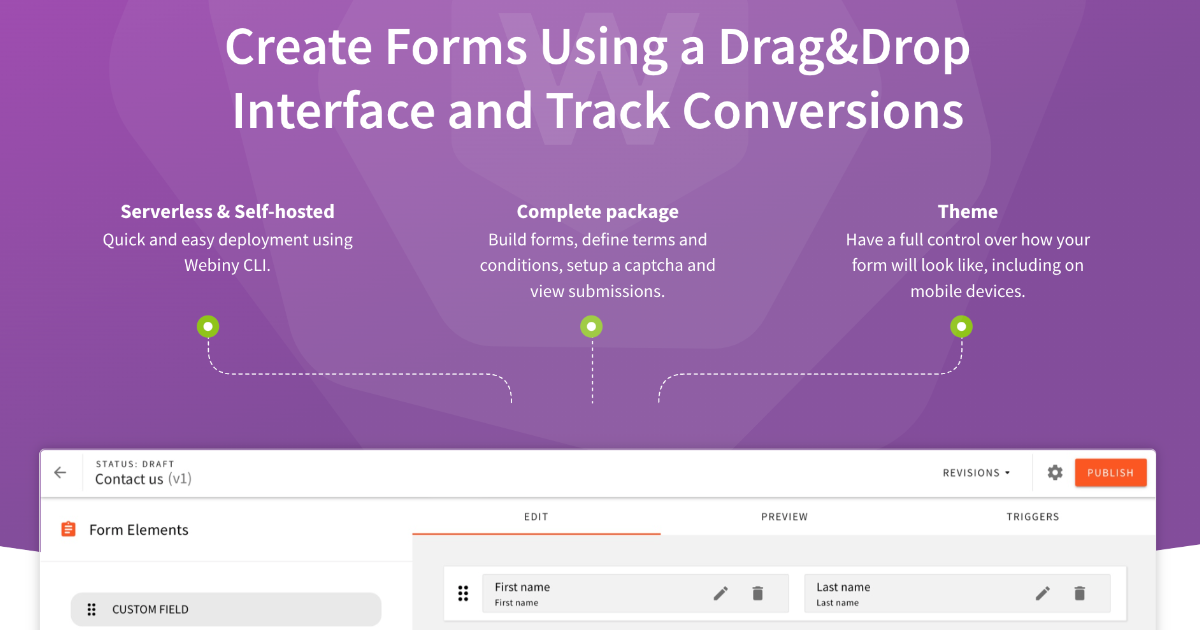 Create Forms Using a Drag&Drop
Interface and Track Conversions
Serverless & Self-hosted
Quick and easy deployment using
Webiny CLI.
Complete package
Build forms, define terms and
conditions, setup a captcha and
view submissions.
Theme
Have a full control over how your
form will look like, including on
mobile devices.
STATUS: DRAFT
Contact us (v1)
REVISIONS
PUBLISH
Form Elements
EDIT
PREVIEW
TRIGGERS
CUSTOM FIELD
First name
First name
Last name
Last name